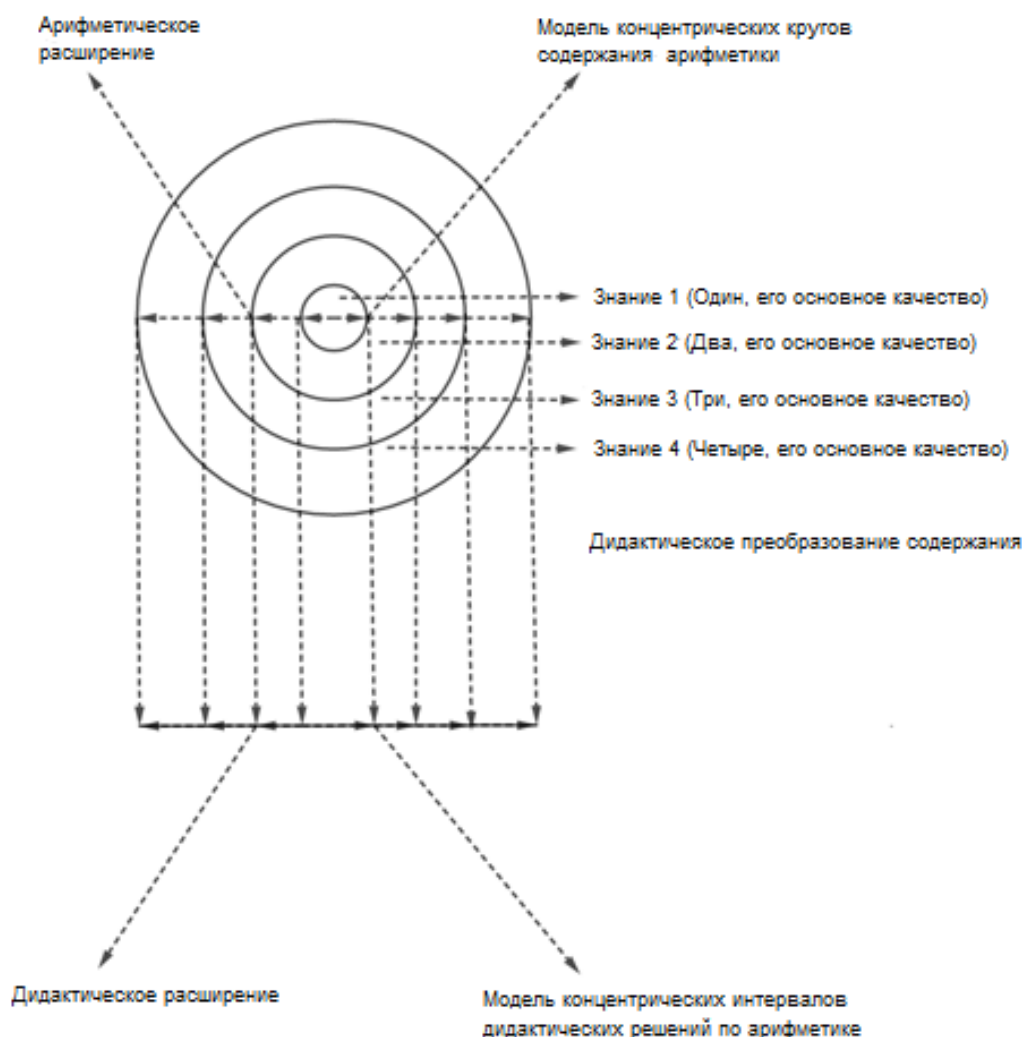 Арифметическое
расширение
Модель концентрических кругов
содержания арифметики
Знание 1 (Один, его основное качество)
Знание 2 (Два, его основное качество)
Знание 3 (Три, его основное качество)
Знание 4 (Четыре, его основное качество)
Дидактическое преобразование содержания
Дидактическое расширение
Модель концентрических интервалов
дидактических решений по арифметике